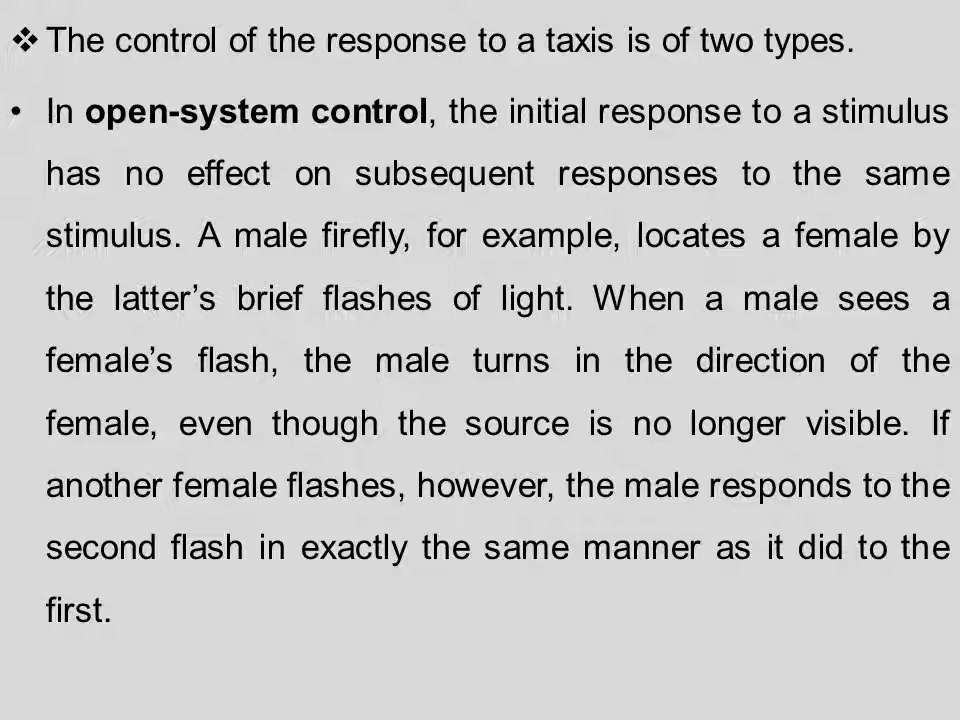 ❖ The control of the response to a taxis is of two types.
• In open-system control, the initial response to a stimulus
has no effect on subsequent responses to the same
stimulus. A male firefly, for example, locates a female by
the latter’s brief flashes of light. When a male sees a
female’s flash, the male turns in the direction of the
female, even though the source is no longer visible. If
another female flashes, however, the male responds to the
second flash in exactly the same manner as it did to the
first.